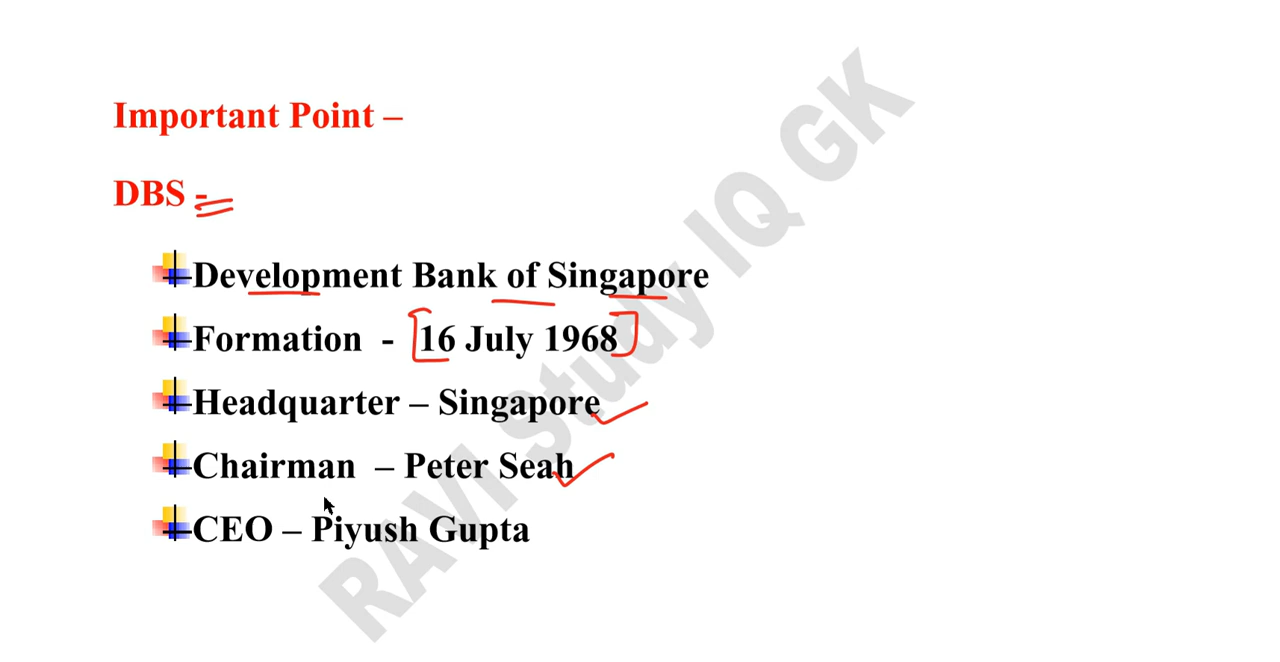 Important Point –
DBS -
Development Bank of Singapore
Formation - [16 July 1968]
Headquarter – Singapore
Chairman – Peter Seah
CEO – Piyush Gupta
RAVI Study IQ GK